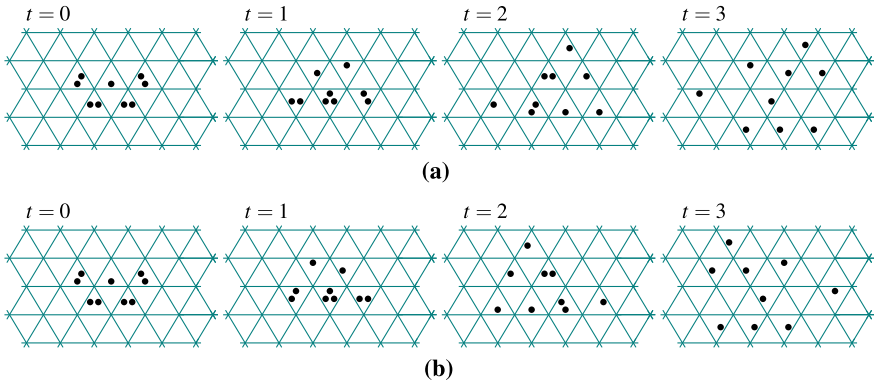 t = 0 t = 1 t = 2 t = 3
(a)
t = 0 t = 1 t = 2 t = 3
(b)